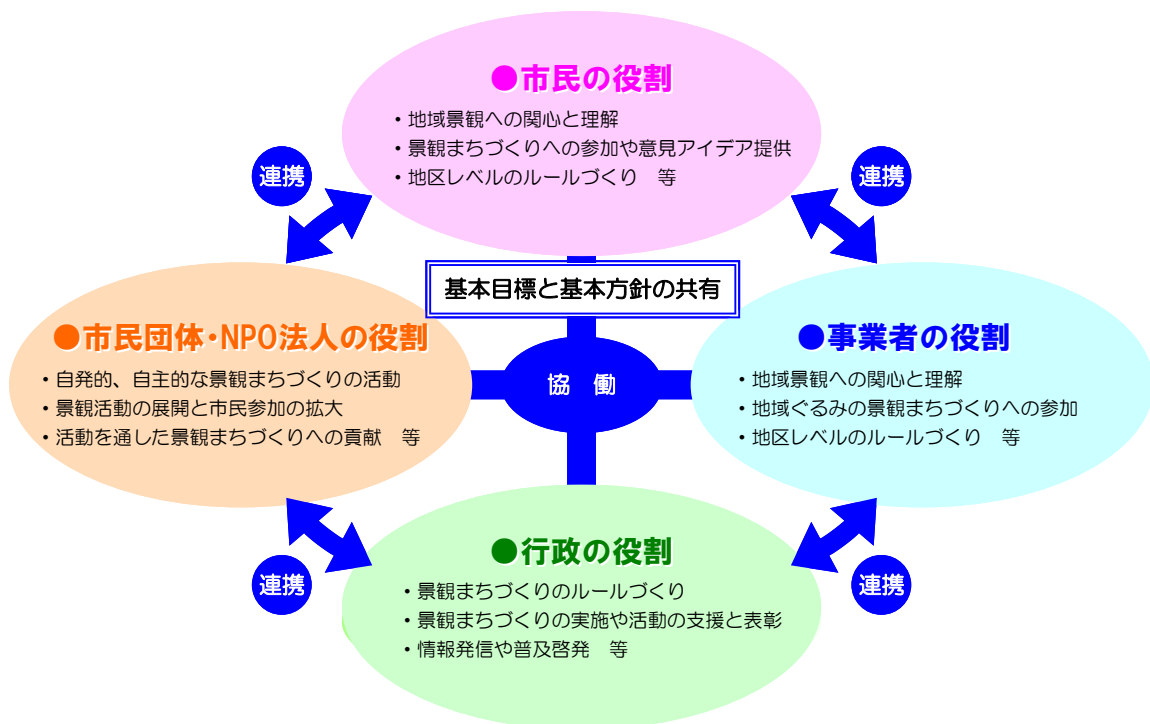 ●市民の役割
・地域景観への関心と理解
・景観まちづくりへの参加や意見アイデア提供
・地区レベルのルールづくり　等
連携
連携
基本目標と基本方針の共有
●市民団体・NPO法人の役割
・自発的、自主的な景観まちづくりの活動
・景観活動の展開と市民参加の拡大
・活動を通した景観まちづくりへの貢献　等
協　働
●事業者の役割
・地域景観への関心と理解
・地域ぐるみの景観まちづくりへの参加
・地区レベルのルールづくり　等
●行政の役割
・景観まちづくりのルールづくり
・景観まちづくりの実施や活動の支援と表彰
・情報発信や普及啓発　等
連携
連携